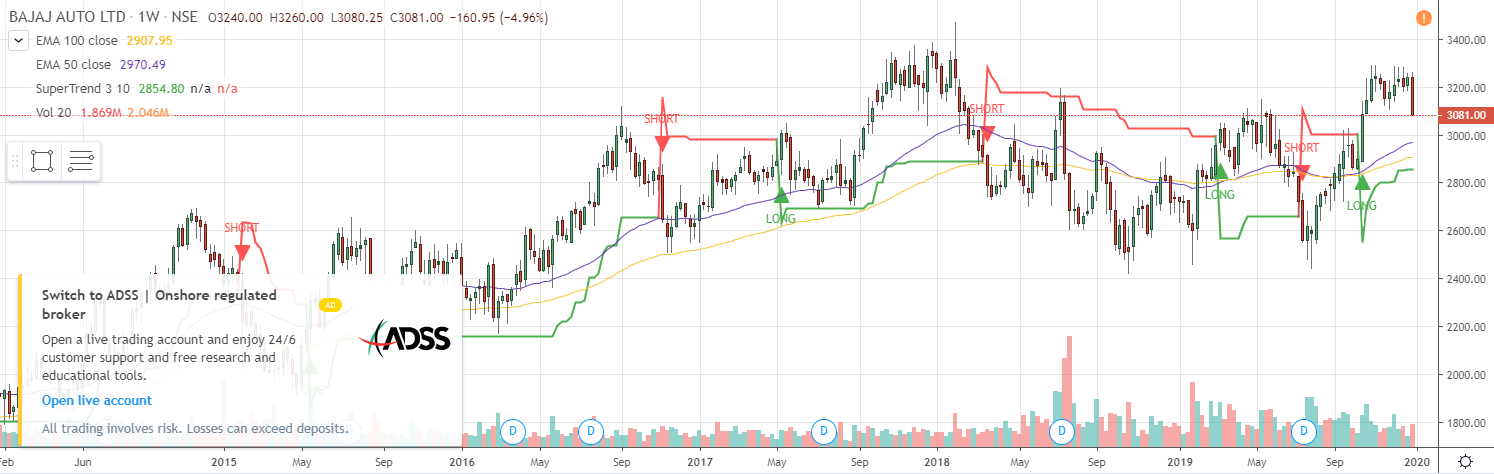 BAJAJ AUTO LTD · 1W · NSE O3240.00 H3260.00 L3080.25 C3081.00 −160.95 (−4.96%)
EMA 100 close 2907.95
EMA 50 close 2970.49
SuperTrend 3 10 2854.80 n/a n/a
Vol 20 1.869M 2.046M
!
3400.00
3200.00
3081.00
3000.00
2800.00
2600.00
2400.00
2200.00
2000.00
1800.00
SHORT
SHORT
LONG
SHORT
LONG
SHORT
LONG
Switch to ADSS | Onshore regulated
broker
AD
Open a live trading account and enjoy 24/6
customer support and free research and
educational tools.
ADSS
Open live account
All trading involves risk. Losses can exceed deposits.
D D D D D
Feb Jun 2015 May Sep 2016 May Sep 2017 May Sep 2018 May Sep 2019 May Sep 2020